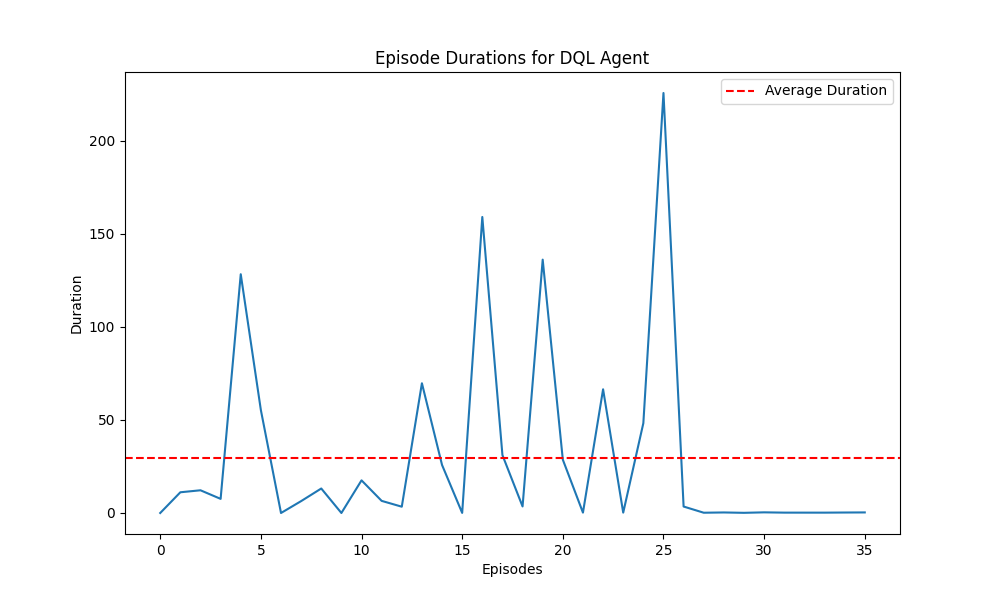 Episode Durations for DQL Agent
Average Duration
200
150
100
50
0
Duration
0 5 10 15 20 25 30 35
Episodes